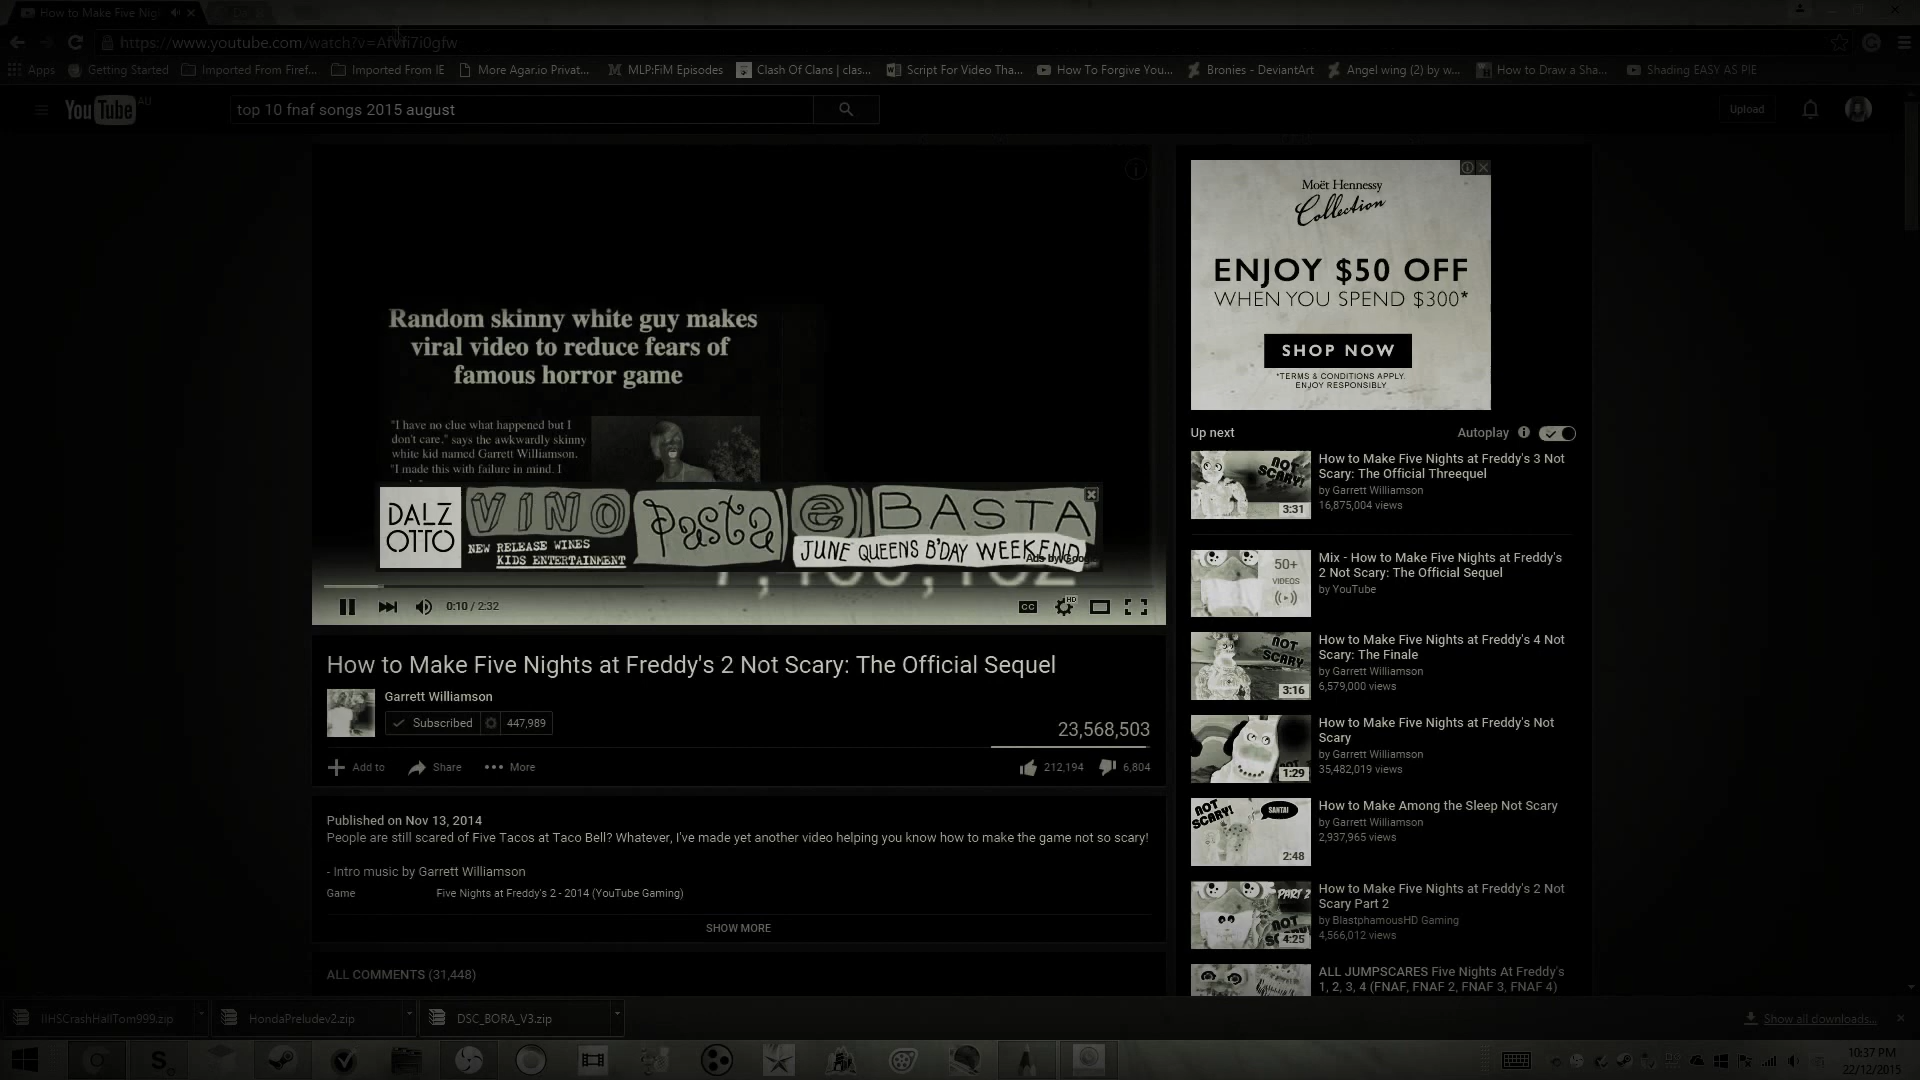 How to Make Five Nig
https://www.youtube.com/watch?v=AfVfi7i0gfw
Apps
Getting Started
Imported From Firef...
Imported From IE
More Agar.io Privat...
MLP:FiM Episodes
Clash Of Clans | clas...
Script For Video Tha...
How To Forgive You...
Bronies - DeviantArt
Angel wing (2) by w...
How to Draw a Sha...
Shading EASY AS PIE
YouTube AU
top 10 fnaf songs 2015 august
Upload
Random skinny white guy makes
viral video to reduce fears of
famous horror game
"I have no clue what happened but I
don't care." says the awkwardly skinny
white kid named Garrett Williamson.
"I made this with failure in mind. I
DALZ
OTTO
VINO Pasta e BASTA
NEW RELEASE WINES
KIDS ENTERTAINMENT
JUNE QUEENS B'DAY WEEKEND
0:10 / 2:32
CC
HD
How to Make Five Nights at Freddy's 2 Not Scary: The Official Sequel
Garrett Williamson
Subscribed 447,989
23,568,503
Add to
Share
More
212,194
6,804
Published on Nov 13, 2014
People are still scared of Five Tacos at Taco Bell? Whatever, I've made yet another video helping you know how to make the game not so scary!
- Intro music by Garrett Williamson
Game Five Nights at Freddy's 2 - 2014 (YouTube Gaming)
SHOW MORE
ALL COMMENTS (31,448)
Moët Hennessy
Collection
ENJOY $50 OFF
WHEN YOU SPEND $300*
SHOP NOW
*TERMS & CONDITIONS APPLY.
ENJOY RESPONSIBLY
Up next
Autoplay
NOT
SCARY!
3:31
How to Make Five Nights at Freddy's 3 Not
Scary: The Official Threequel
by Garrett Williamson
16,875,004 views
50+
VIDEOS
Mix - How to Make Five Nights at Freddy's
2 Not Scary: The Official Sequel
by YouTube
NOT
SCARY
3:16
How to Make Five Nights at Freddy's 4 Not
Scary: The Finale
by Garrett Williamson
6,579,000 views
1:29
How to Make Five Nights at Freddy's Not
Scary
by Garrett Williamson
35,482,019 views
NOT
SCARY!
SANTA!
2:48
How to Make Among the Sleep Not Scary
by Garrett Williamson
2,937,965 views
PART 2
NOT
4:25
How to Make Five Nights at Freddy's 2 Not
Scary Part 2
by BlastphamousHD Gaming
4,566,012 views
ALL JUMPSCARES Five Nights At Freddy's
1, 2, 3, 4 (FNAF, FNAF 2, FNAF 3, FNAF 4)
IIHSCrashHallTom999.zip
HondaPreludev2.zip
DSC_BORA_V3.zip
Show all downloads...
10:37 PM
22/12/2015